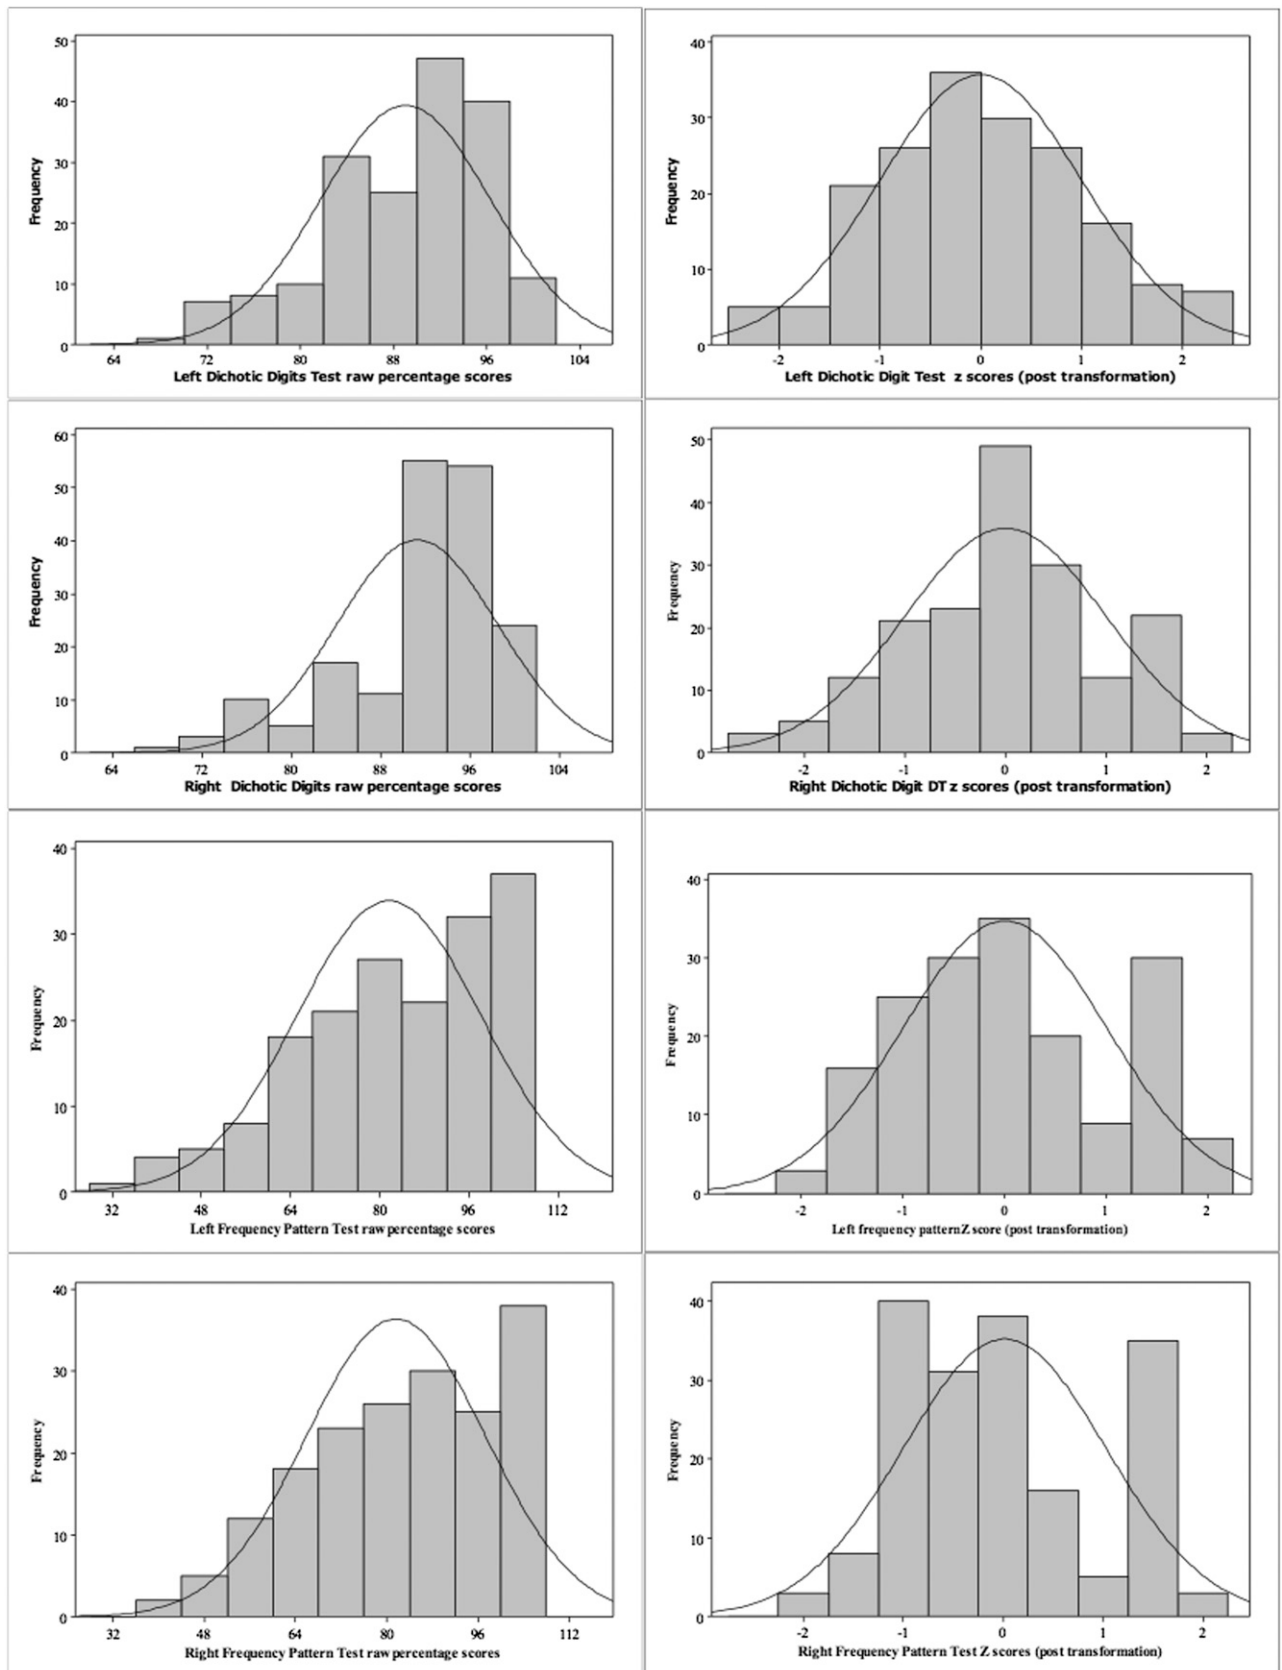 50
40
30
20
10
0
Frequency
64 72 80 88 96 104
Left Dichotic Digits Test raw percentage scores
40
30
20
10
0
Frequency
-2 -1 0 1 2
Left Dichotic Digit Test z scores (post transformation)
60
50
40
30
20
10
0
Frequency
64 72 80 88 96 104
Right Dichotic Digits raw percentage scores
50
40
30
20
10
0
Frequency
-2 -1 0 1 2
Right Dichotic Digit DT z scores (post transformation)
40
30
20
10
0
Frequency
32 48 64 80 96 112
Left Frequency Pattern Test raw percentage scores
40
30
20
10
0
Frequency
-2 -1 0 1 2
Left frequency patternZ score (post transformation)
40
30
20
10
0
Frequency
32 48 64 80 96 112
Right Frequency Pattern Test raw percentage scores
40
30
20
10
0
Frequency
-2 -1 0 1 2
Right Frequency Pattern Test Z scores (post transformation)